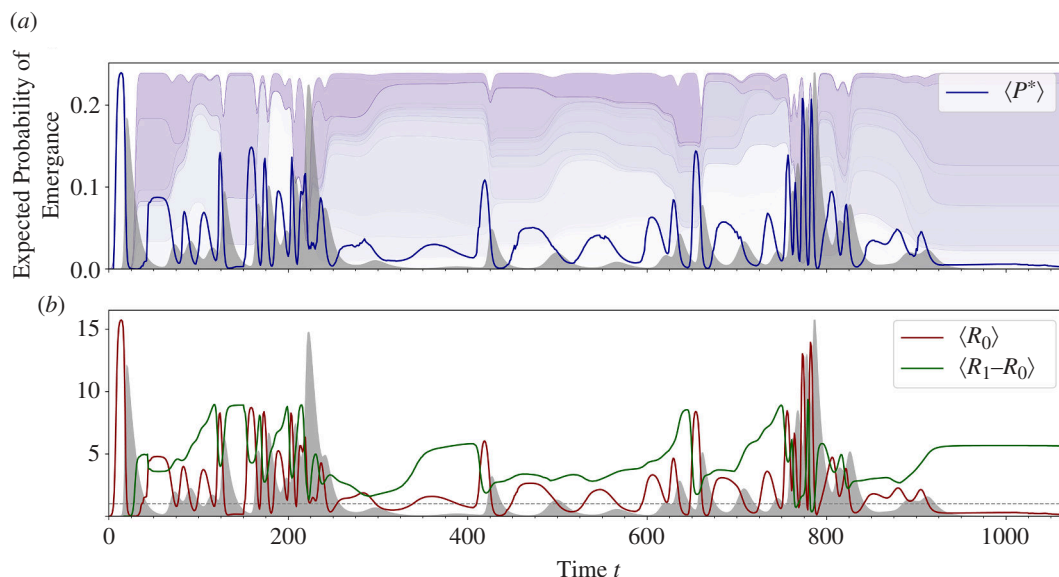 (a)
Expected Probability of
Emergance
0.2
0.1
0.0
⟨P*⟩
(b)
15
10
5
0
⟨R₀⟩
⟨R₁–R₀⟩
0 200 400 600 800 1000
Time t